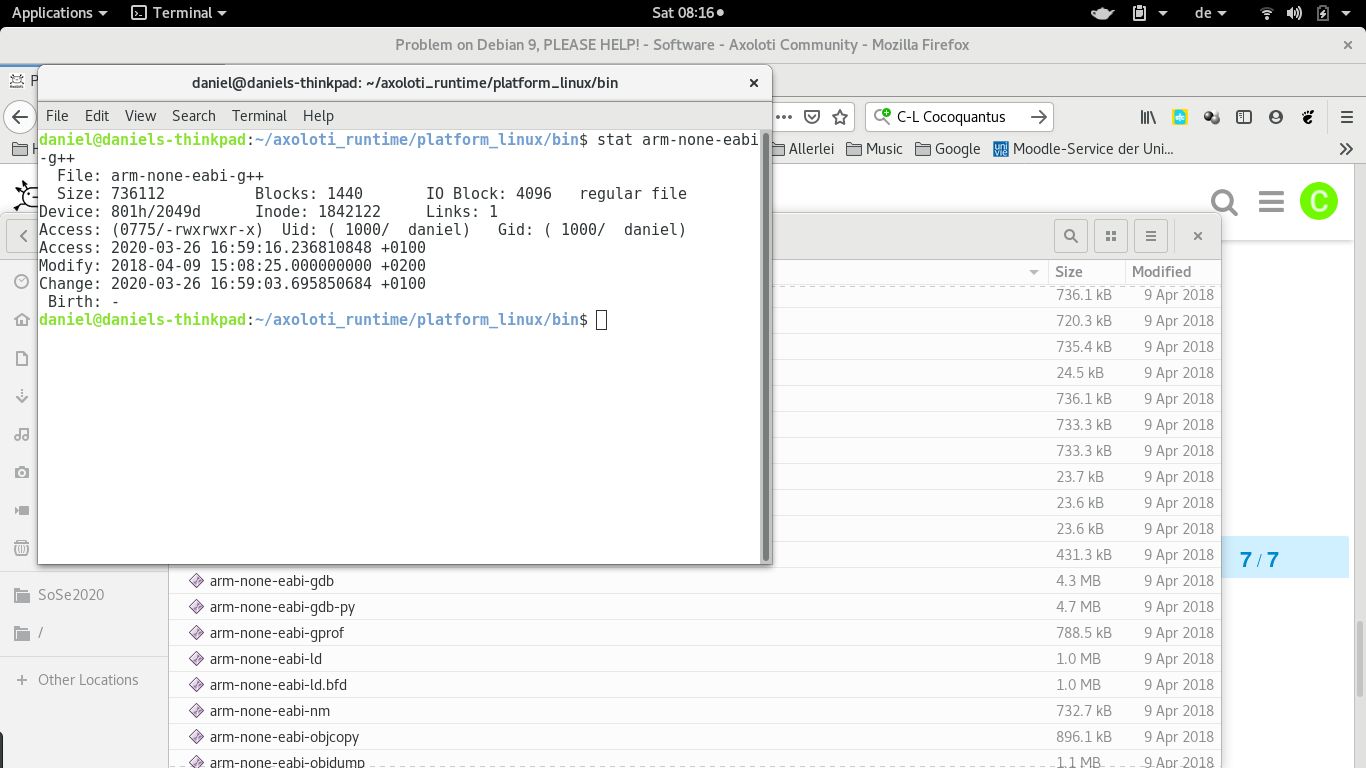 Applications
Terminal
Sat 08:16
de
Problem on Debian 9, PLEASE HELP! - Software - Axoloti Community - Mozilla Firefox
daniel@daniels-thinkpad: ~/axoloti_runtime/platform_linux/bin
File Edit View Search Terminal Help
daniel@daniels-thinkpad:~/axoloti_runtime/platform_linux/bin$ stat arm-none-eabi
-g++
File: arm-none-eabi-g++
Size: 736112 Blocks: 1440 IO Block: 4096 regular file
Device: 801h/2049d Inode: 1842122 Links: 1
Access: (0775/-rwxrwxr-x) Uid: ( 1000/ daniel) Gid: ( 1000/ daniel)
Access: 2020-03-26 16:59:16.236810848 +0100
Modify: 2018-04-09 15:08:25.000000000 +0200
Change: 2020-03-26 16:59:03.695850684 +0100
Birth: -
daniel@daniels-thinkpad:~/axoloti_runtime/platform_linux/bin$
C-L Cocoquantus
Allerlei Music Google Moodle-Service der Uni...
C
Size Modified
736.1 kB 9 Apr 2018
720.3 kB 9 Apr 2018
735.4 kB 9 Apr 2018
24.5 kB 9 Apr 2018
736.1 kB 9 Apr 2018
733.3 kB 9 Apr 2018
733.3 kB 9 Apr 2018
23.7 kB 9 Apr 2018
23.6 kB 9 Apr 2018
23.6 kB 9 Apr 2018
431.3 kB 9 Apr 2018
arm-none-eabi-gdb 4.3 MB 9 Apr 2018
arm-none-eabi-gdb-py 4.7 MB 9 Apr 2018
arm-none-eabi-gprof 788.5 kB 9 Apr 2018
arm-none-eabi-ld 1.0 MB 9 Apr 2018
arm-none-eabi-ld.bfd 1.0 MB 9 Apr 2018
arm-none-eabi-nm 732.7 kB 9 Apr 2018
arm-none-eabi-objcopy 896.1 kB 9 Apr 2018
arm-none-eabi-objdump 1.1 MB 9 Apr 2018
SoSe2020
/
+ Other Locations
7 / 7